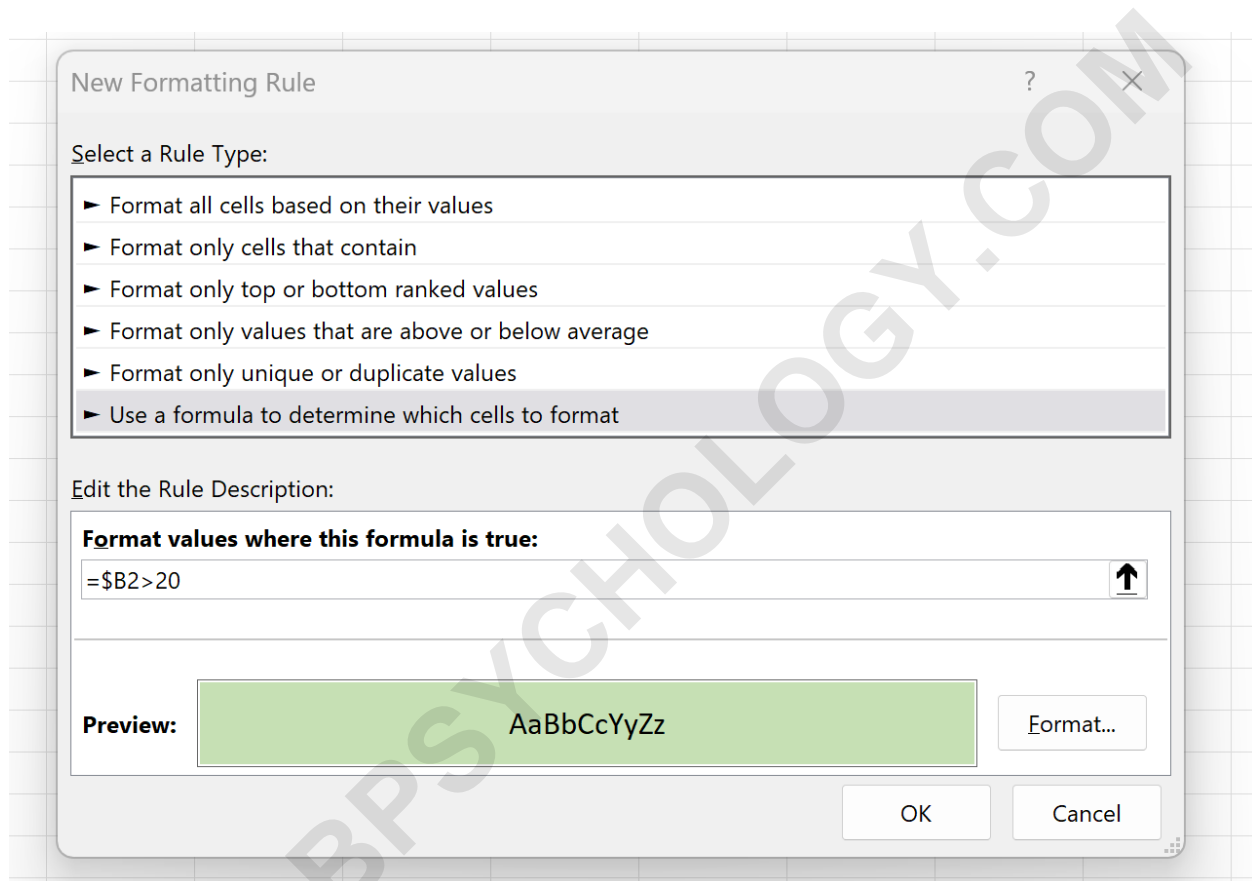 New Formatting Rule
?
Select a Rule Type:
► Format all cells based on their values
► Format only cells that contain
► Format only top or bottom ranked values
► Format only values that are above or below average
► Format only unique or duplicate values
► Use a formula to determine which cells to format
Edit the Rule Description:
Format values where this formula is true:
=$B2>20
Preview:
AaBbCcYyZz
Format...
OK
Cancel
BPSYCHOLOGY.COM